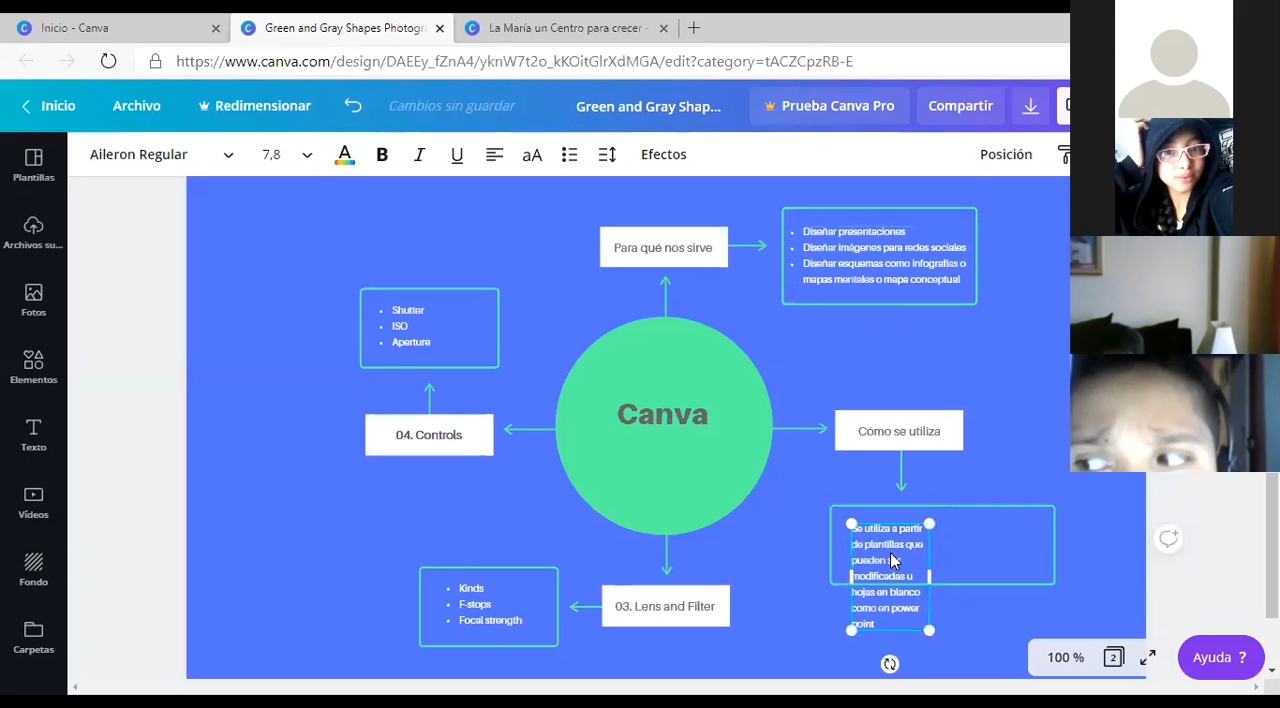 Inicio - Canva
Green and Gray Shapes Photogr
La María un Centro para crecer -
https://www.canva.com/design/DAEEy_fZnA4/yknW7t2o_kKOitGlrXdMGA/edit?category=tACZCpzRB-E
Inicio
Archivo
Redimensionar
Cambios sin guardar
Green and Gray Shap...
Prueba Canva Pro
Compartir
Aileron Regular
7,8
A
B
I
U
aA
Efectos
Posición
Plantillas
Archivos su...
Fotos
Elementos
Texto
Vídeos
Fondo
Carpetas
Para qué nos sirve
Diseñar presentaciones
Diseñar imágenes para redes sociales
Diseñar esquemas como infografías o
mapas mentales o mapa conceptual
Shutter
ISO
Aperture
04. Controls
Canva
Cómo se utiliza
Se utiliza a partir
de plantillas que
pueden
modificadas u
hojas en blanco
como en power
point
Kinds
F-stops
Focal strength
03. Lens and Filter
100 %
2
Ayuda ?